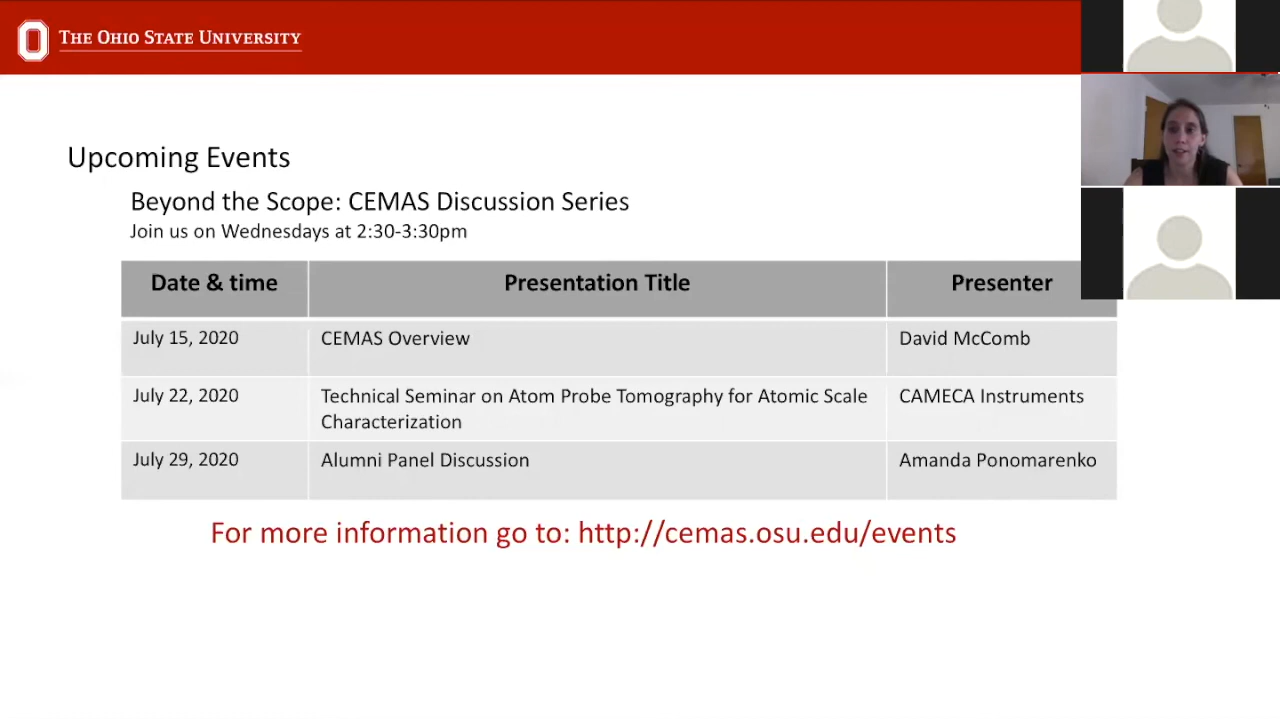 THE OHIO STATE UNIVERSITY
Upcoming Events
Beyond the Scope: CEMAS Discussion Series
Join us on Wednesdays at 2:30-3:30pm
Date & time Presentation Title Presenter
July 15, 2020 CEMAS Overview David McComb
July 22, 2020 Technical Seminar on Atom Probe Tomography for Atomic Scale CAMECA Instruments
Characterization
July 29, 2020 Alumni Panel Discussion Amanda Ponomarenko
For more information go to: http://cemas.osu.edu/events